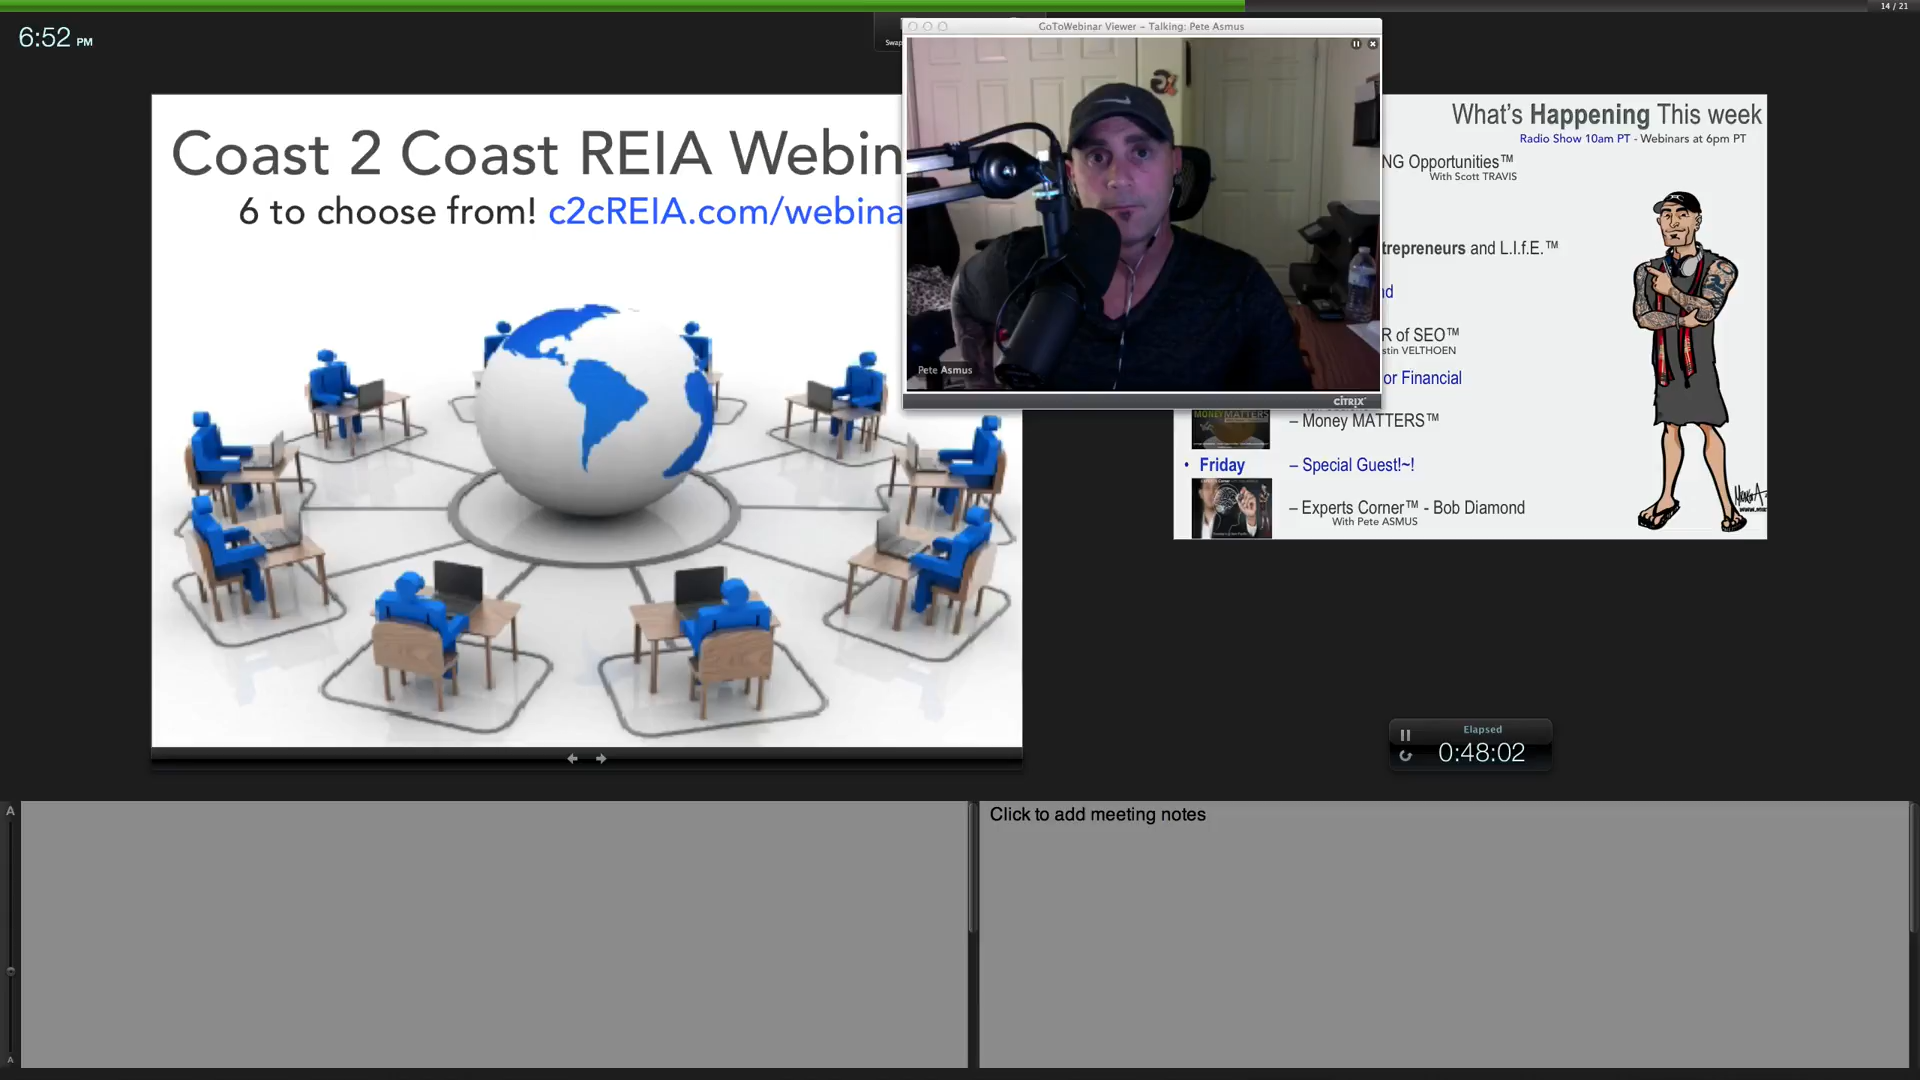 14 / 21
6:52 PM
Swap
GoToWebinar Viewer – Talking: Pete Asmus
Coast 2 Coast REIA Webin
6 to choose from! c2cREIA.com/webina
Pete Asmus
CITRIX
What's Happening This week
Radio Show 10am PT - Webinars at 6pm PT
NG Opportunities™
With Scott TRAVIS
trepreneurs and L.I.f.E.™
nd
R of SEO™
stin VELTHOEN
or Financial
MONEYMATTERS
– Money MATTERS™
• Friday – Special Guest!~!
– Experts Corner™ - Bob Diamond
With Pete ASMUS
Elapsed
0:48:02
A
Click to add meeting notes
A